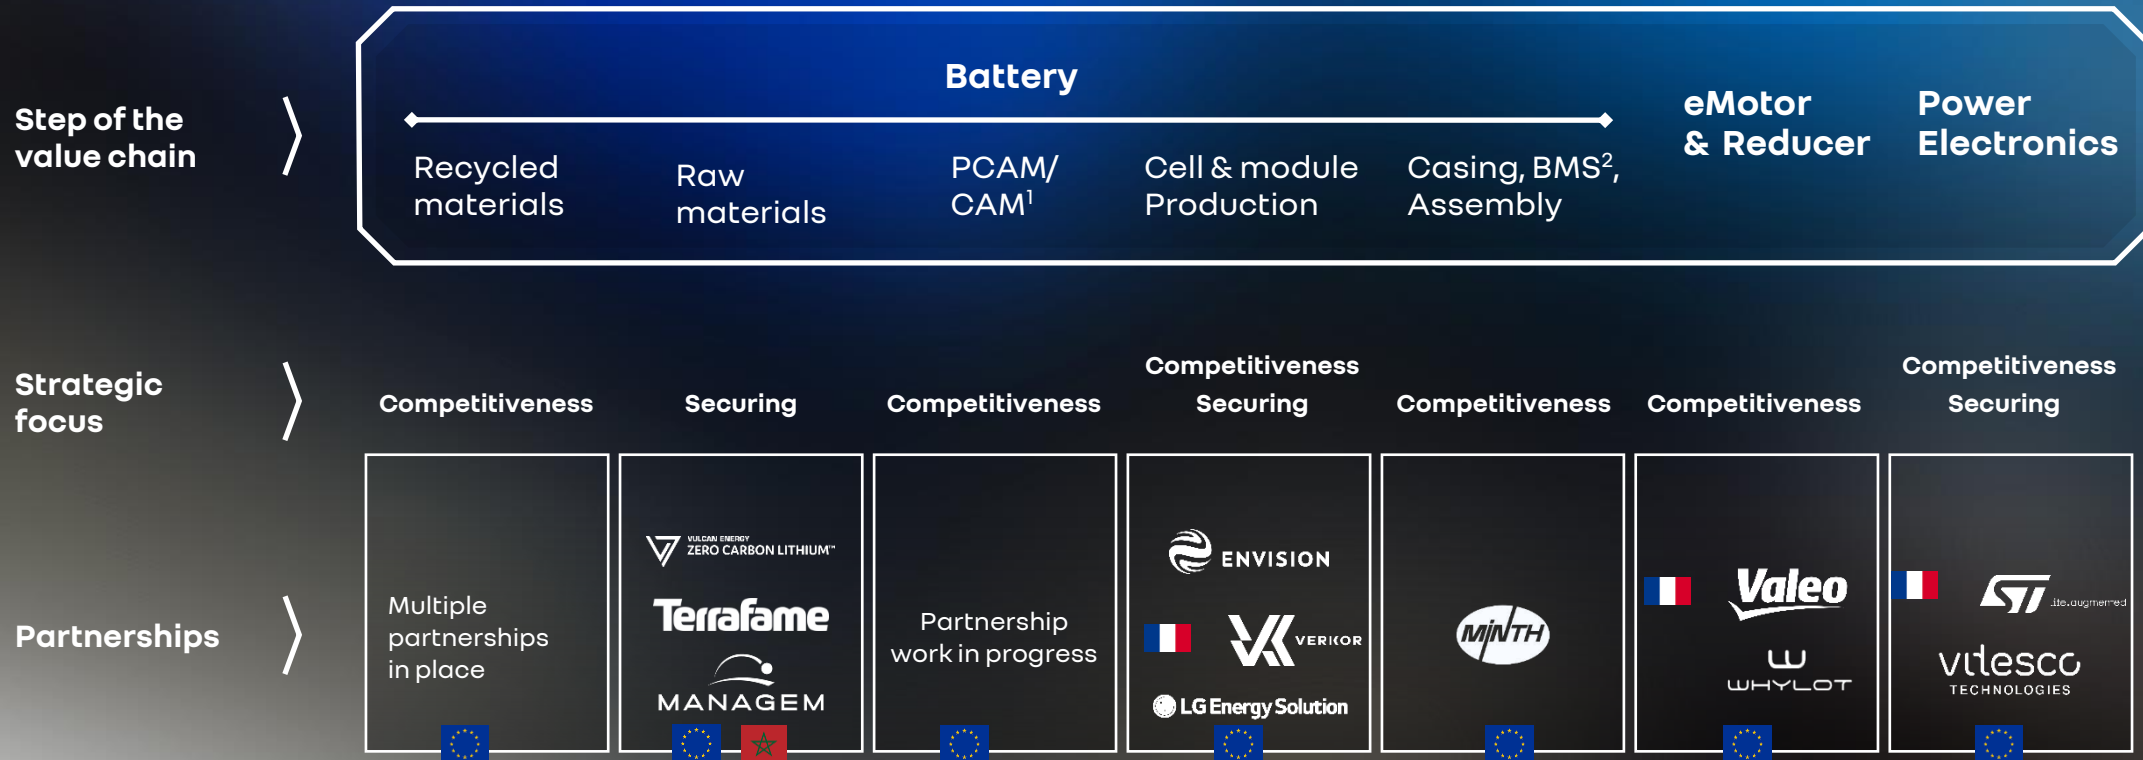 Battery
Step of the
value chain
Recycled
materials
Raw
materials
PCAM/
CAM1
Cell & module
Production
Casing, BMS2,
Assembly
eMotor
& Reducer
Power
Electronics
Strategic
focus
Competitiveness
Securing
Competitiveness
Competitiveness
Securing
Competitiveness
Competitiveness
Competitiveness
Securing
Partnerships
Multiple
partnerships
in place
VULCAN ENERGY
ZERO CARBON LITHIUM™
Terrafame
MANAGEM
Partnership
work in progress
ENVISION
VERKOR
LG Energy Solution
MINTH
Valeo
WHYLOT
ST
life.augmented
vitesco
TECHNOLOGIES